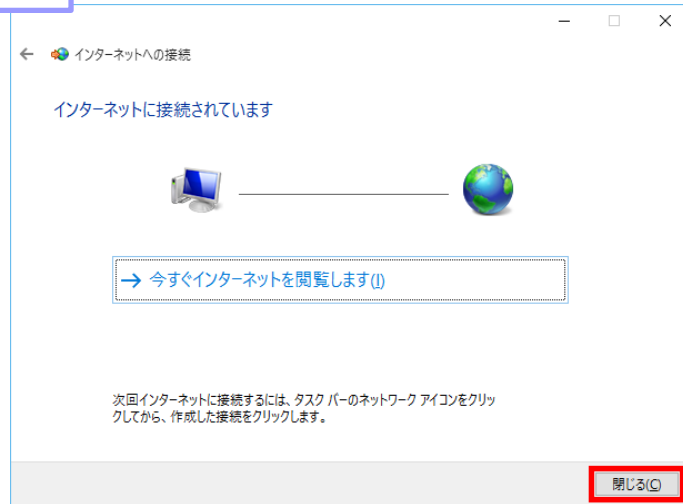 インターネットへの接続
インターネットに接続されています
→ 今すぐインターネットを閲覧します(I)
次回インターネットに接続するには、タスク バーのネットワーク アイコンをクリッ
クしてから、作成した接続をクリックします。
閉じる(C)